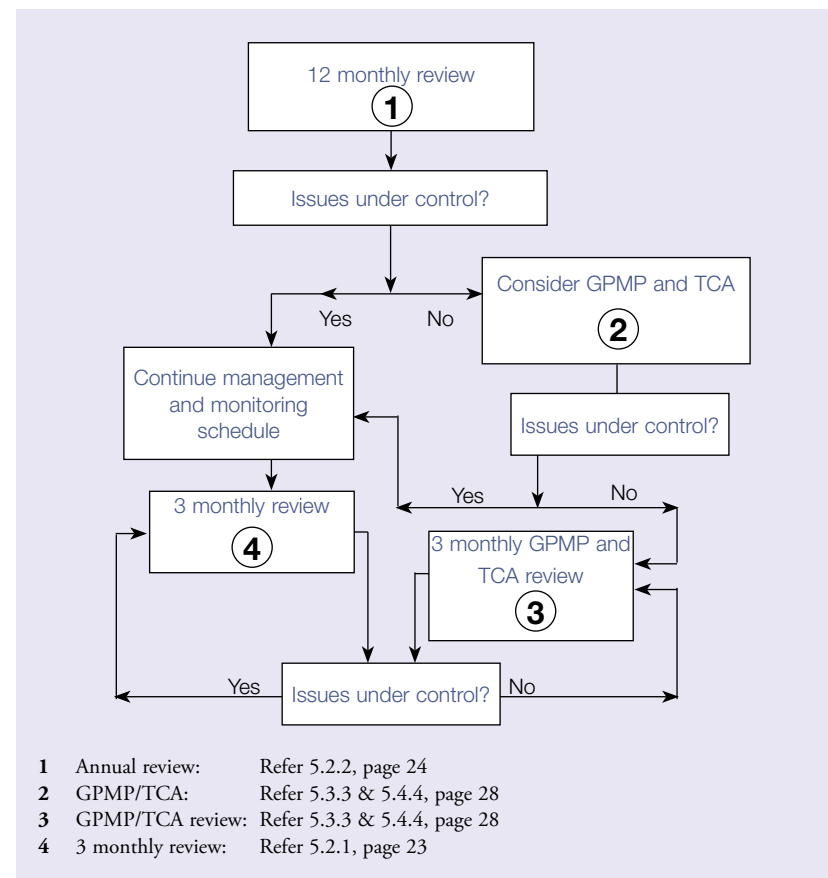 12 monthly review
1
Issues under control?
Consider GPMP and TCA
2
Yes
No
Continue management
and monitoring
schedule
Issues under control?
Yes
No
3 monthly review
4
3 monthly GPMP and
TCA review
3
Yes
Issues under control?
No
1 Annual review: Refer 5.2.2, page 24
2 GPMP/TCA: Refer 5.3.3 & 5.4.4, page 28
3 GPMP/TCA review: Refer 5.3.3 & 5.4.4, page 28
4 3 monthly review: Refer 5.2.1, page 23